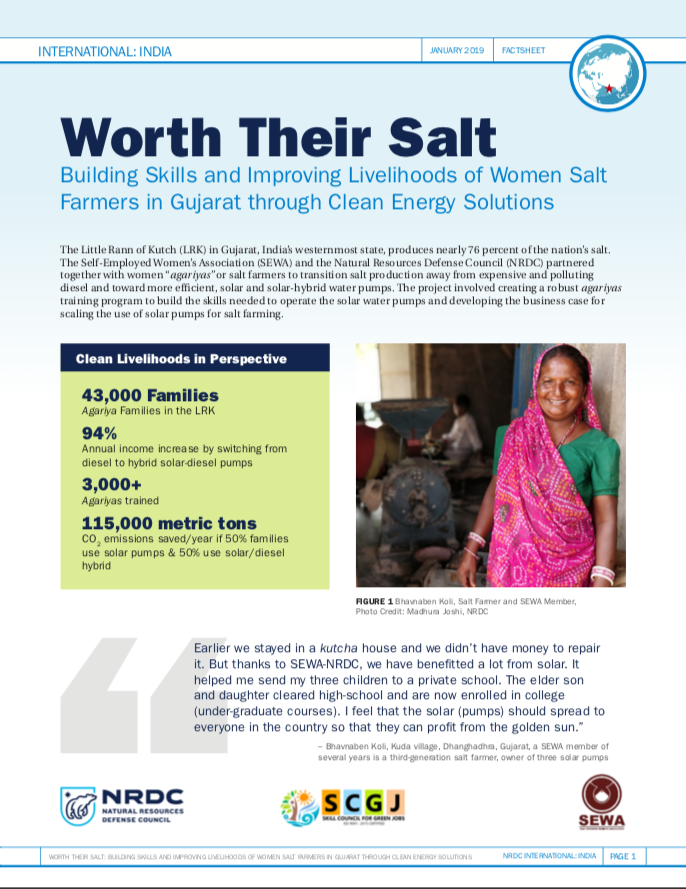 INTERNATIONAL: INDIA
JANUARY 2019
FACTSHEET
Worth Their Salt
Building Skills and Improving Livelihoods of Women Salt
Farmers in Gujarat through Clean Energy Solutions
The Little Rann of Kutch (LRK) in Gujarat, India's westernmost state, produces nearly 76 percent of the nation's salt.
The Self-Employed Women's Association (SEWA) and the Natural Resources Defense Council (NRDC) partnered
together with women "agariyas" or salt farmers to transition salt production away from expensive and polluting
diesel and toward more efficient, solar and solar-hybrid water pumps. The project involved creating a robust agariyas
training program to build the skills needed to operate the solar water pumps and developing the business case for
scaling the use of solar pumps for salt farming.
Clean Livelihoods in Perspective
43,000 Families
Agariya Families in the LRK
94%
Annual income increase by switching from
diesel to hybrid solar-diesel pumps
3,000+
Agariyas trained
115,000 metric tons
CO2 emissions saved/year if 50% families
use solar pumps & 50% use solar/diesel
hybrid
FIGURE 1 Bhavnaben Koli, Salt Farmer and SEWA Member,
Photo Credit: Madhura Joshi, NRDC
Earlier we stayed in a kutcha house and we didn't have money to repair
it. But thanks to SEWA-NRDC, we have benefitted a lot from solar. It
helped me send my three children to a private school. The elder son
and daughter cleared high-school and are now enrolled in college
(under-graduate courses). I feel that the solar (pumps) should spread to
everyone in the country so that they can profit from the golden sun."
– Bhavnaben Koli, Kuda village, Dhanghadhra, Gujarat, a SEWA member of
several years is a third-generation salt farmer, owner of three solar pumps
NRDC
NATURAL RESOURCES
DEFENSE COUNCIL
SCGJ
SKILL COUNCIL FOR GREEN JOBS
SEWA
WORTH THEIR SALT: BUILDING SKILLS AND IMPROVING LIVELIHOODS OF WOMEN SALT FARMERS IN GUJARAT THROUGH CLEAN ENERGY SOLUTIONS
NRDC INTERNATIONAL: INDIA
PAGE 1